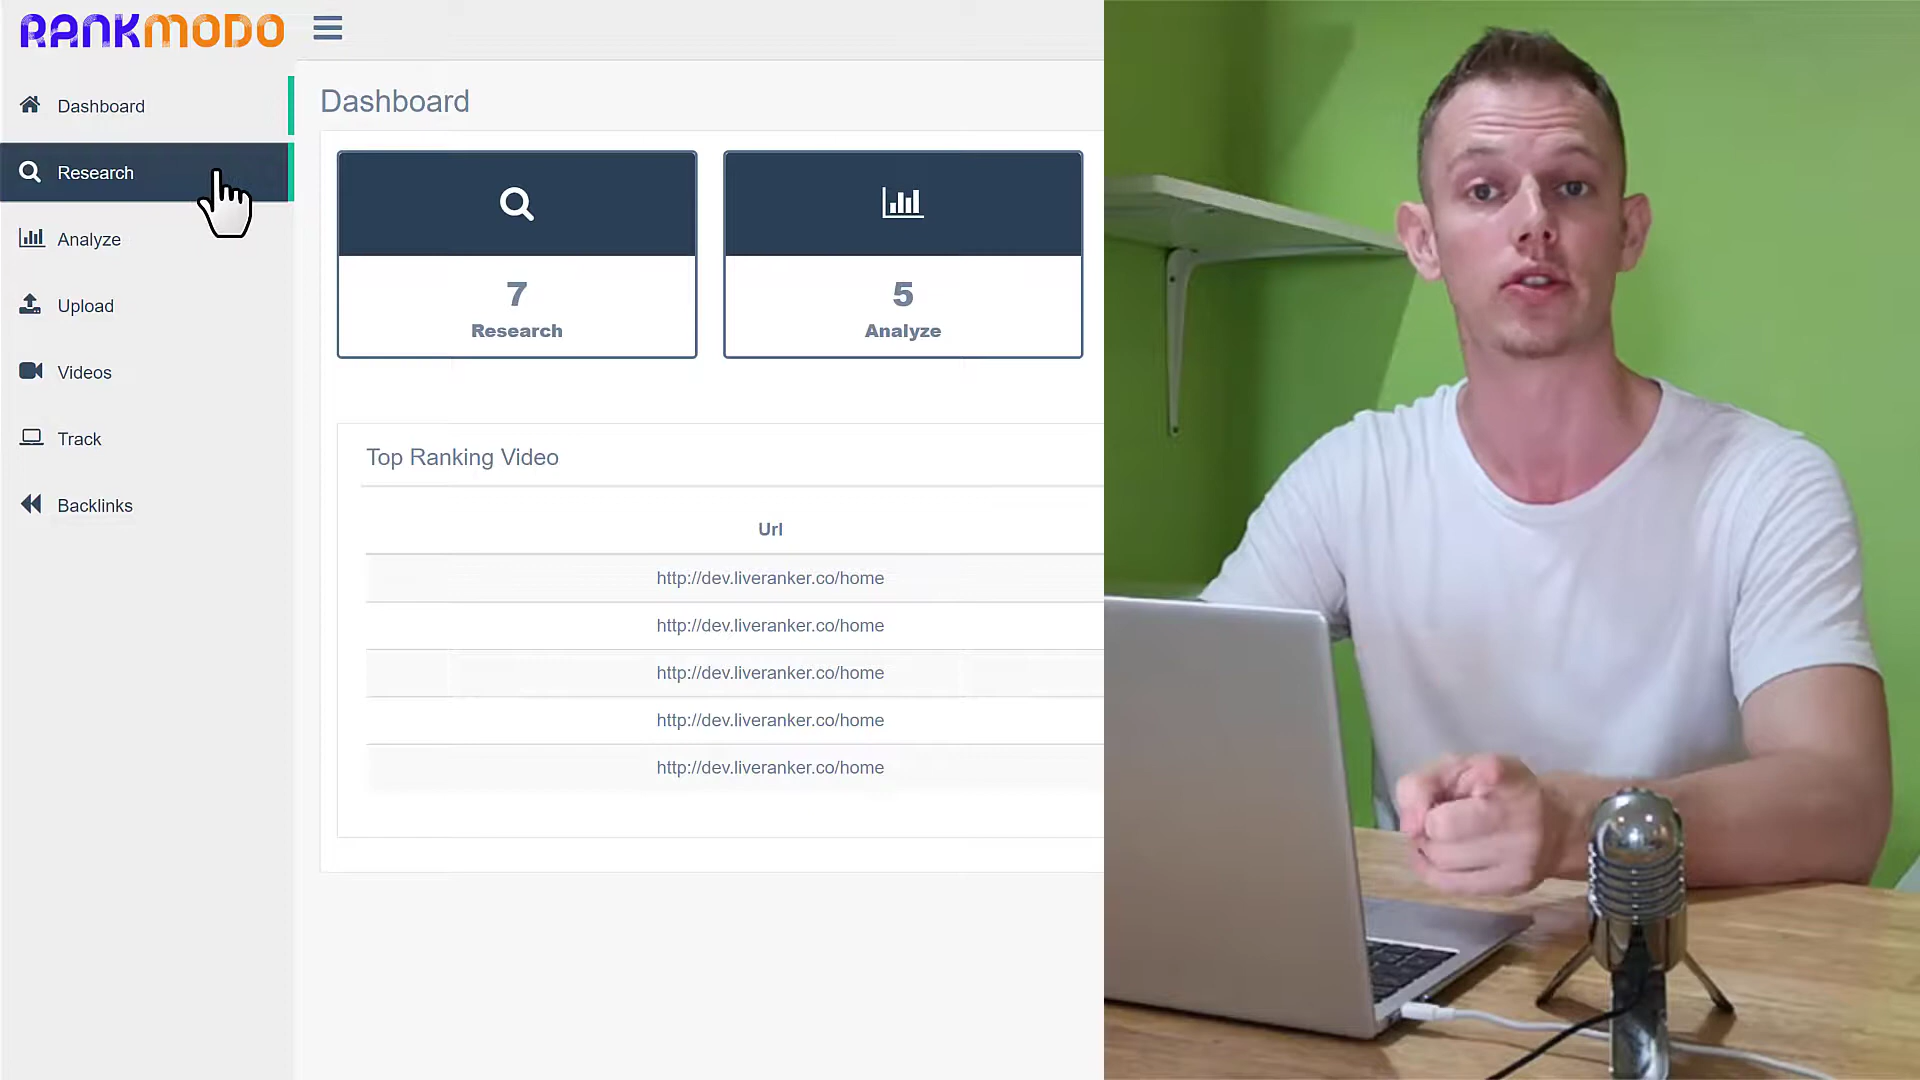 RANKMODO
Dashboard
Research
Analyze
Upload
Videos
Track
Backlinks
Dashboard
7
Research
5
Analyze
Top Ranking Video
Url
http://dev.liveranker.co/home
http://dev.liveranker.co/home
http://dev.liveranker.co/home
http://dev.liveranker.co/home
http://dev.liveranker.co/home